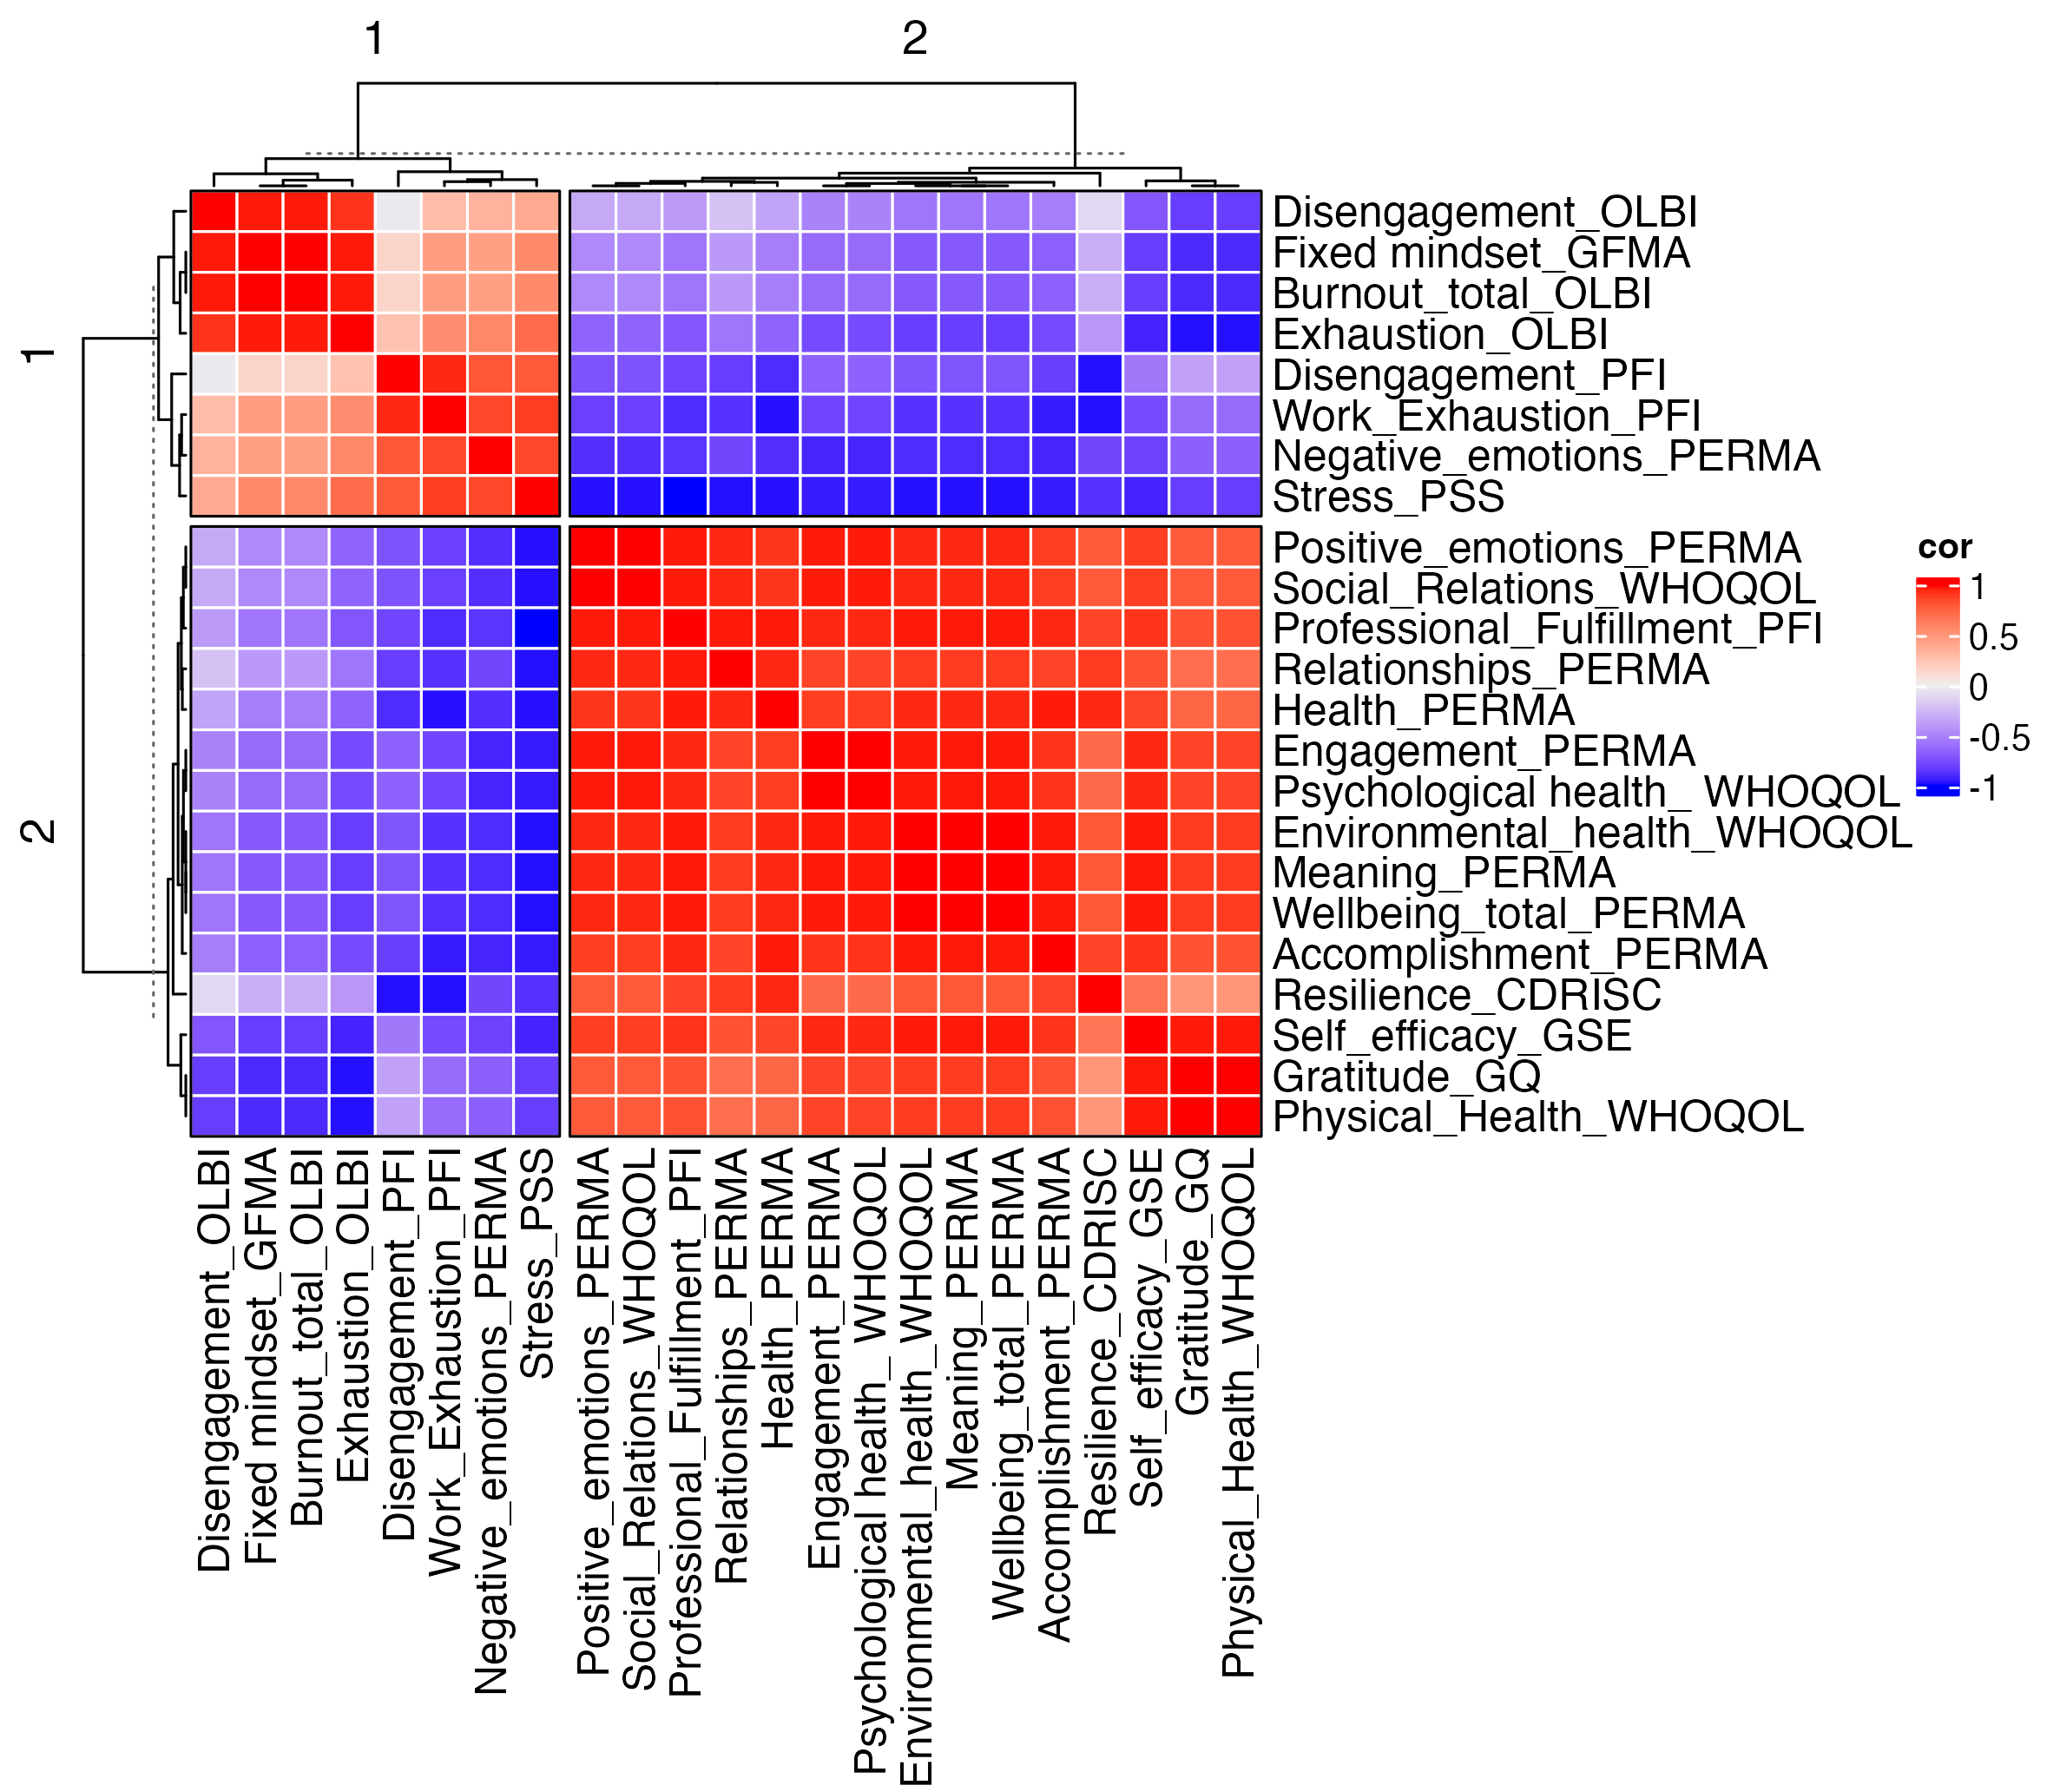 1
2
1
2
Disengagement_OLBI
Fixed mindset_GFMA
Burnout_total_OLBI
Exhaustion_OLBI
Disengagement_PFI
Work_Exhaustion_PFI
Negative_emotions_PERMA
Stress_PSS
Positive_emotions_PERMA
Social_Relations_WHOQOL
Professional_Fulfillment_PFI
Relationships_PERMA
Health_PERMA
Engagement_PERMA
Psychological health_ WHOQOL
Environmental_health_WHOQOL
Meaning_PERMA
Wellbeing_total_PERMA
Accomplishment_PERMA
Resilience_CDRISC
Self_efficacy_GSE
Gratitude_GQ
Physical_Health_WHOQOL
cor
1
0.5
0
-0.5
-1
Disengagement_OLBI
Fixed mindset_GFMA
Burnout_total_OLBI
Exhaustion_OLBI
Disengagement_PFI
Work_Exhaustion_PFI
Negative_emotions_PERMA
Stress_PSS
Positive_emotions_PERMA
Social_Relations_WHOQOL
Professional_Fulfillment_PFI
Relationships_PERMA
Health_PERMA
Engagement_PERMA
Psychological health_ WHOQOL
Environmental_health_WHOQOL
Meaning_PERMA
Wellbeing_total_PERMA
Accomplishment_PERMA
Resilience_CDRISC
Self_efficacy_GSE
Gratitude_GQ
Physical_Health_WHOQOL